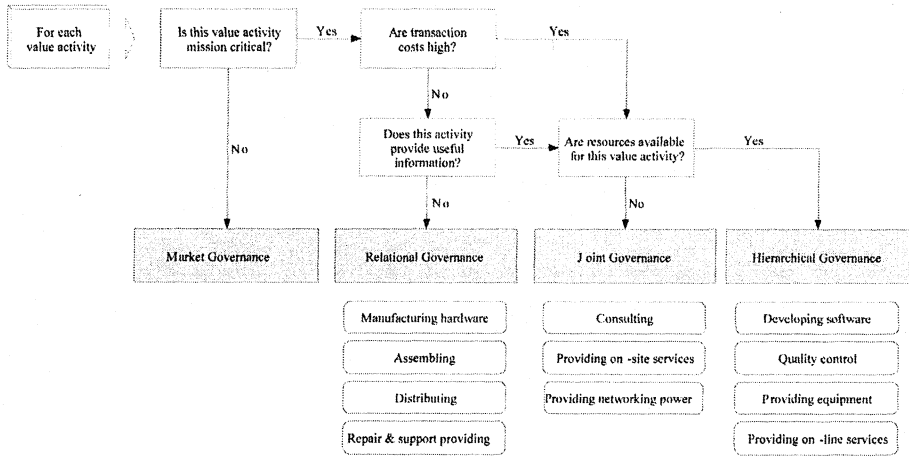 For each
value activity
Is this value activity
mission critical?
Yes
Are transaction
costs high?
Yes
No
No
Does this activity
provide useful
information?
Yes
Are resources available
for this value activity?
Yes
No
No
Market Governance
Relational Governance
Joint Governance
Hierarchical Governance
Manufacturing hardware
Consulting
Developing software
Assembling
Providing on -site services
Quality control
Distributing
Providing networking power
Providing equipment
Repair & support providing
Providing on -line services